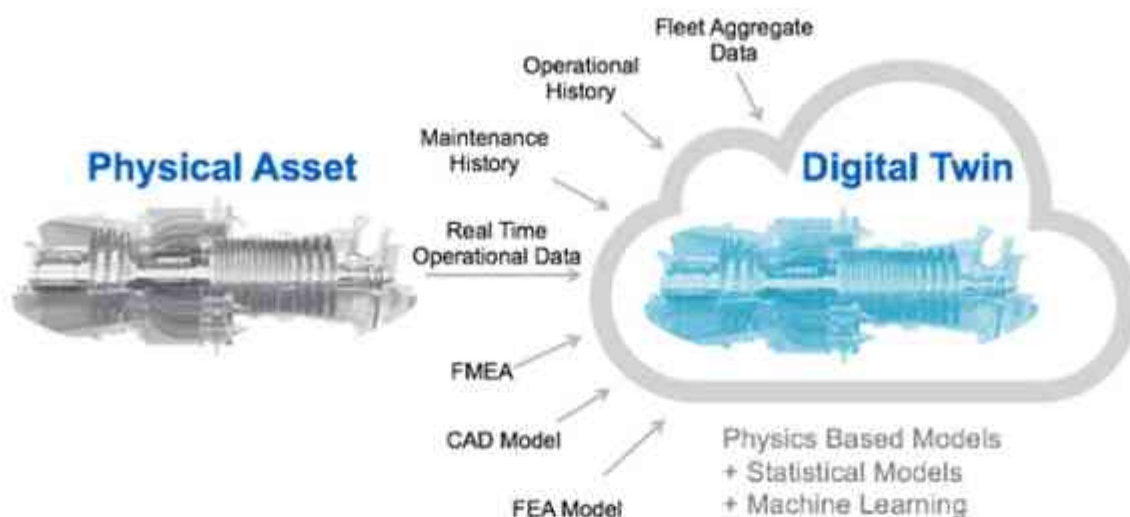 Fleet Aggregate
Data
Operational
History
Maintenance
History
Physical Asset
Digital Twin
Real Time
Operational Data
FMEA
CAD Model
FEA Model
Physics Based Models
+ Statistical Models
+ Machine Learning